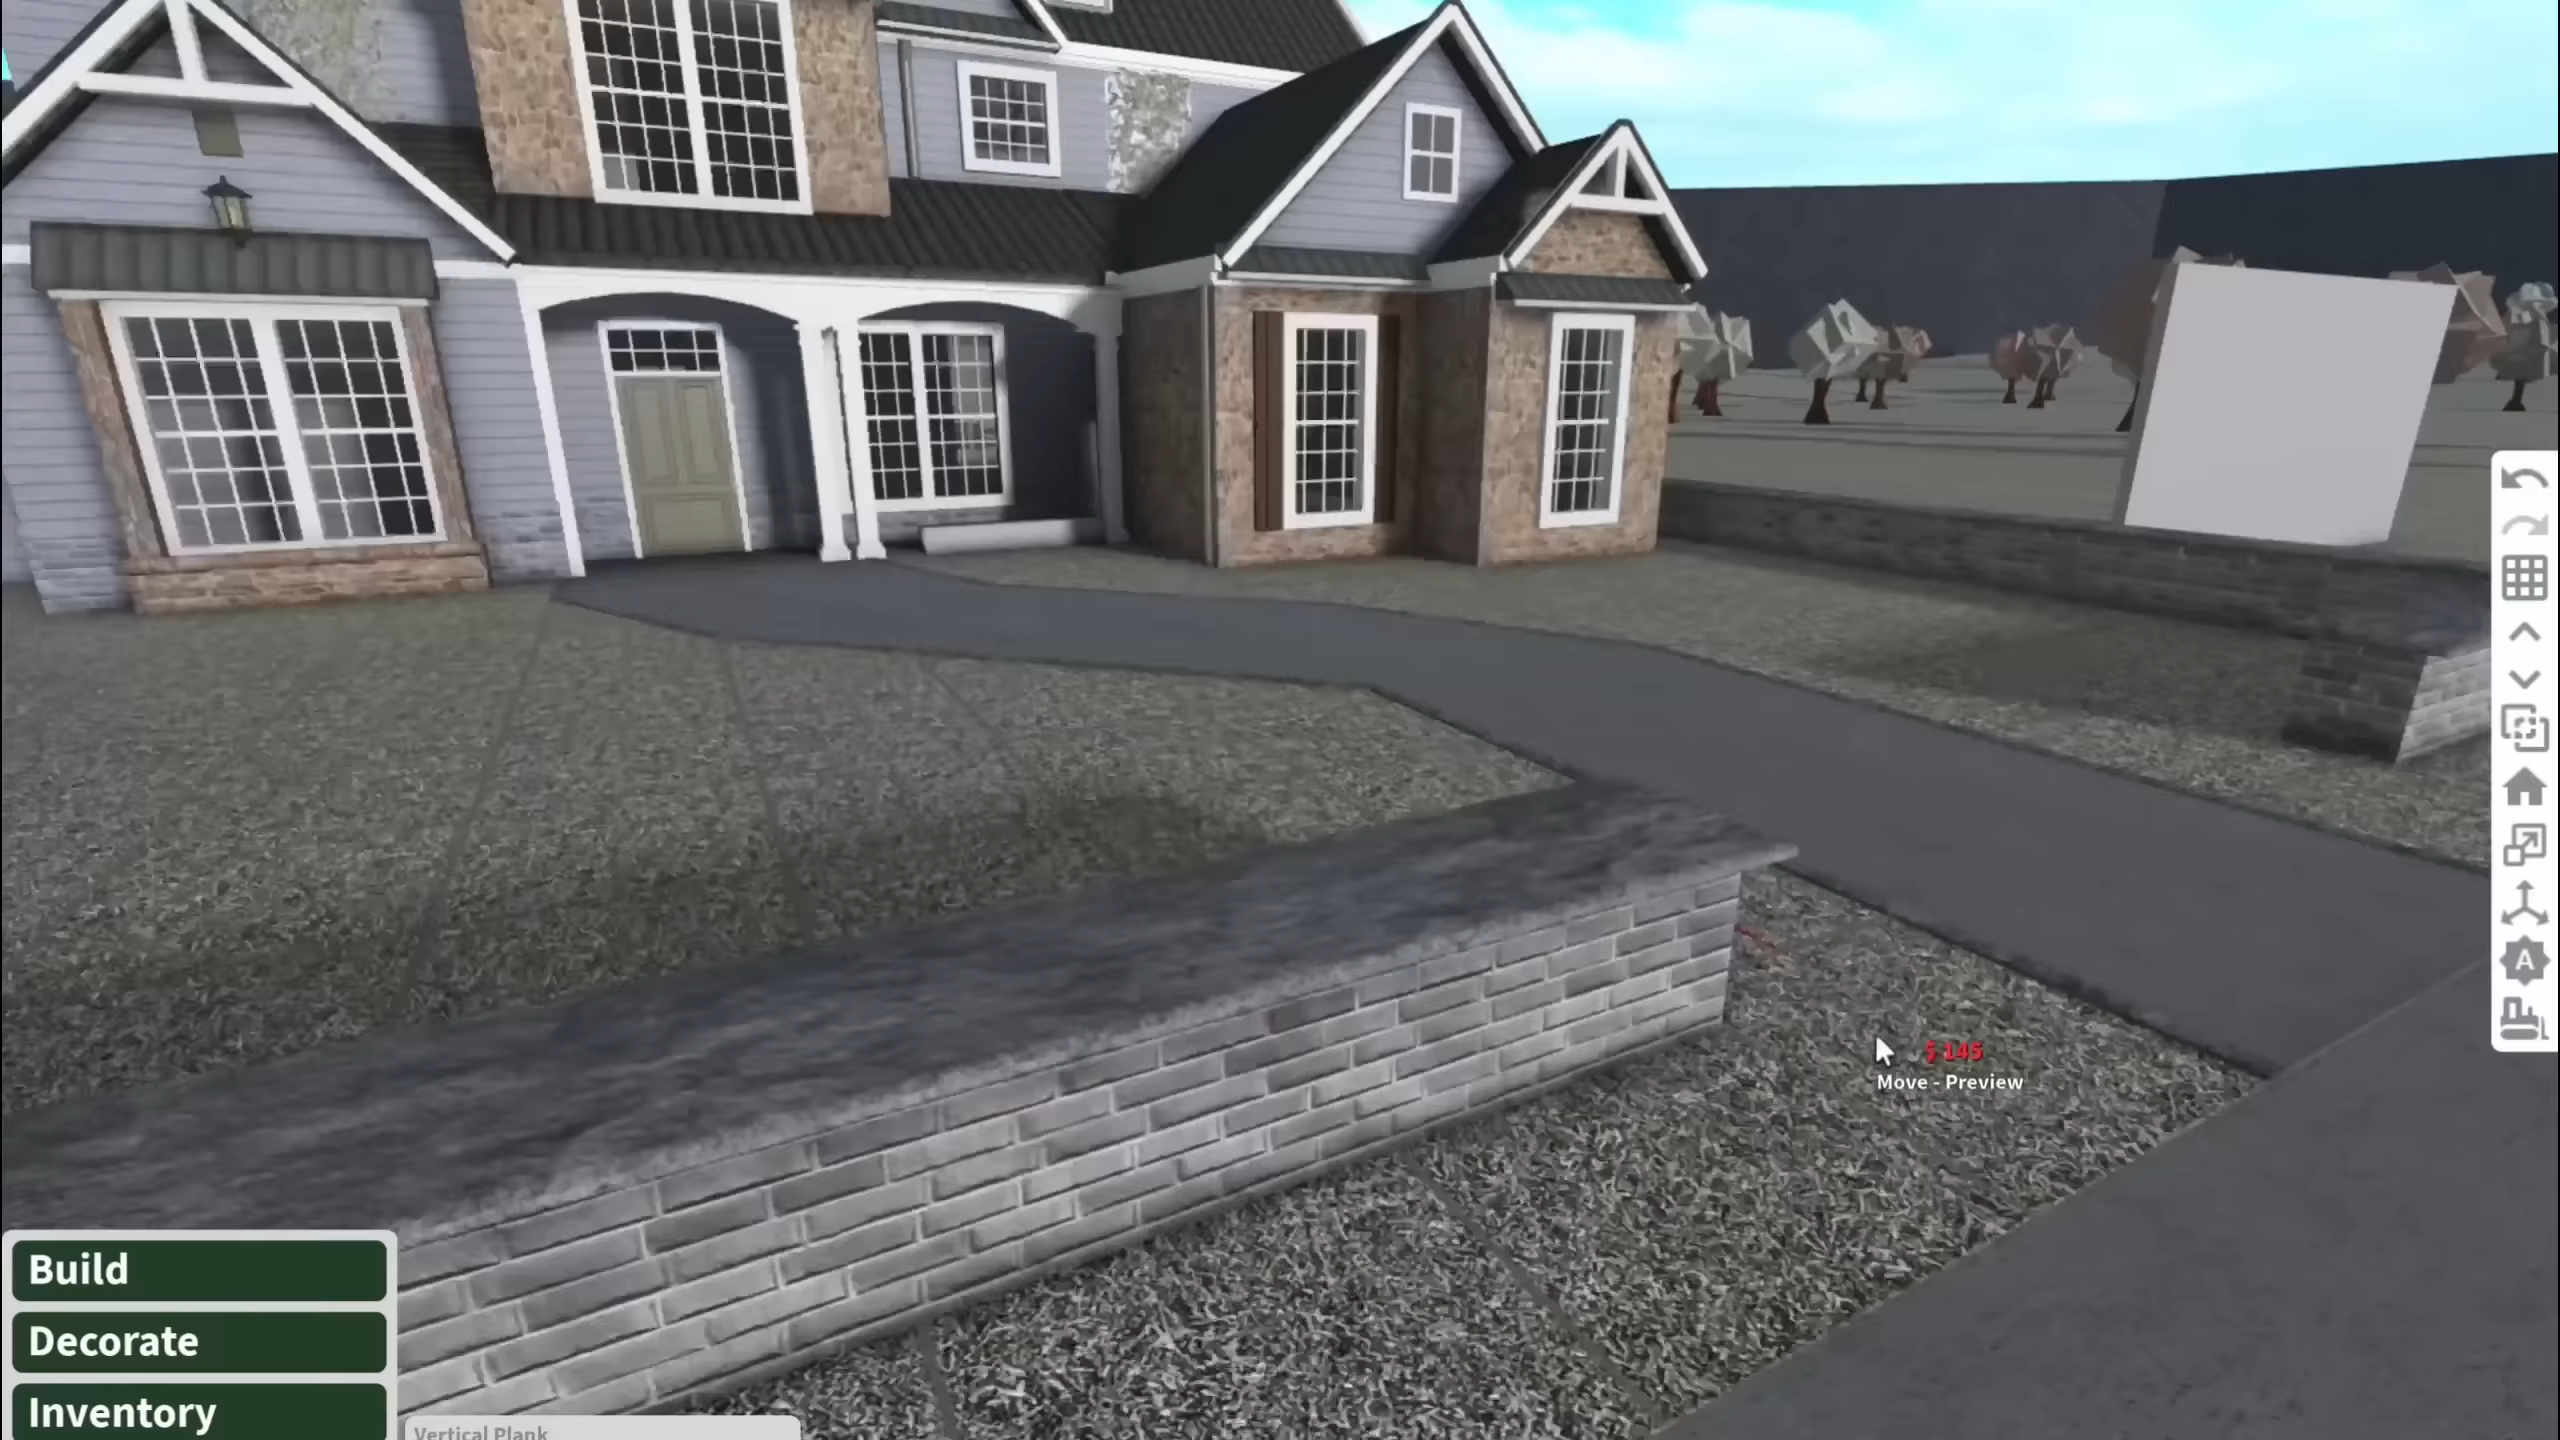 A
$ 145
Move - Preview
Build
Decorate
Inventory
Vertical Plank